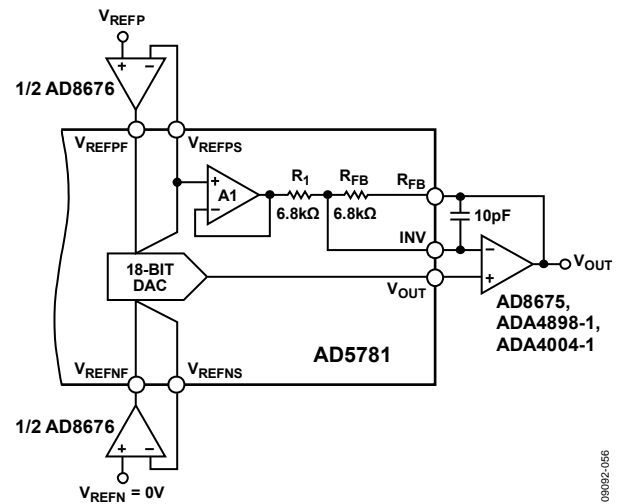 VREFP
1/2 AD8676
VREFPF
VREFPS
A1
R1
6.8kΩ
RFB
6.8kΩ
RFB
10pF
INV
18-BIT
DAC
VOUT
VOUT
AD8675,
ADA4898-1,
ADA4004-1
AD5781
VREFNF
VREFNS
1/2 AD8676
VREFN = 0V
09092-056